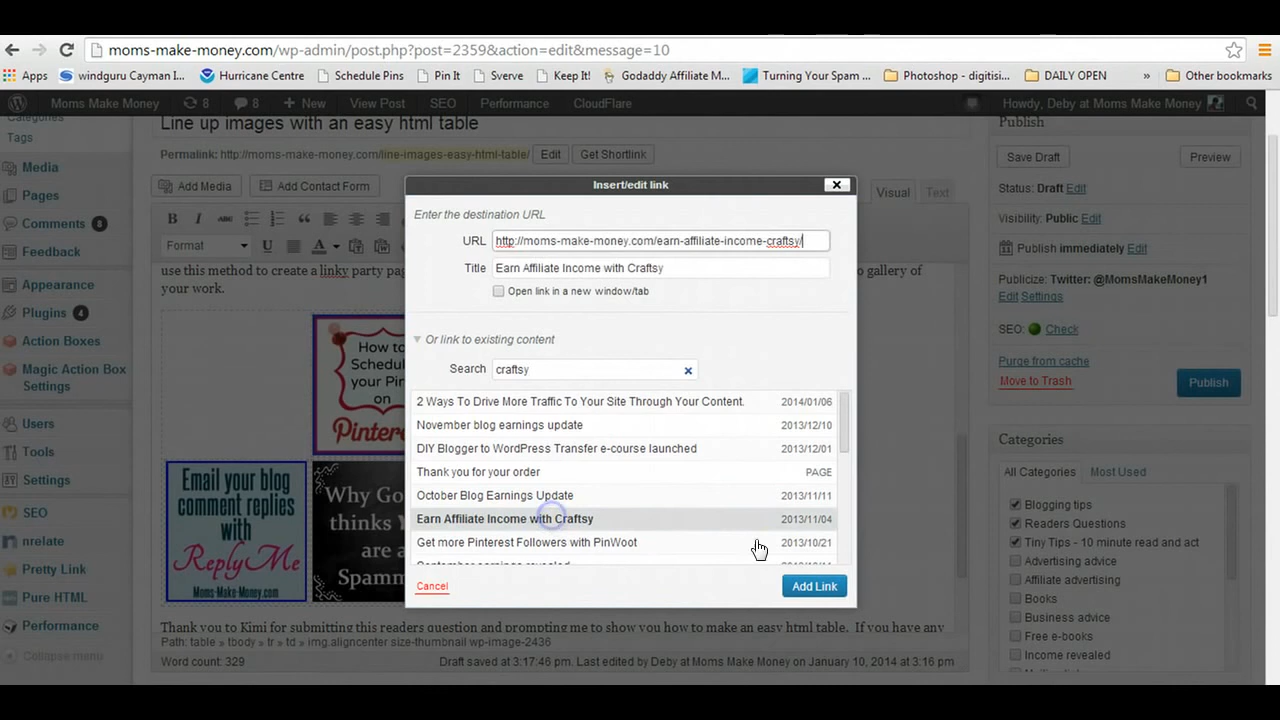 moms-make-money.com/wp-admin/post.php?post=2359&action=edit&message=10
Apps windguru Cayman I... Hurricane Centre Schedule Pins Pin It Sverve Keep It! Godaddy Affiliate M... Turning Your Spam ... Photoshop - digitisi... DAILY OPEN » Other bookmarks
Moms Make Money 8 8 + New View Post SEO Performance CloudFlare Howdy, Deby at Moms Make Money
Categories
Tags
Media
Pages
Comments 8
Feedback
Appearance
Plugins 4
Action Boxes
Magic Action Box
Settings
Users
Tools
Settings
SEO
nrelate
Pretty Link
Pure HTML
Performance
Collapse menu
Line up images with an easy html table
Permalink: http://moms-make-money.com/line-images-easy-html-table/ Edit Get Shortlink
Add Media Add Contact Form Visual Text
B I ABC
Format U A
use this method to create a linky party pag
your work.
o gallery of
How to
Schedule
your Pin
on
Pintere
Email your blog
comment replies
with
ReplyMe
Moms-Make-Money.com
Why Go
thinks Y
are a
Spamm
Thank you to Kimi for submitting this readers question and prompting me to show you how to make an easy html table. If you have any
Path: table » tbody » tr » td » img.aligncenter size-thumbnail wp-image-2436
Word count: 329 Draft saved at 3:17:46 pm. Last edited by Deby at Moms Make Money on January 10, 2014 at 3:16 pm
Insert/edit link
Enter the destination URL
URL http://moms-make-money.com/earn-affiliate-income-craftsy/
Title Earn Affiliate Income with Craftsy
Open link in a new window/tab
Or link to existing content
Search craftsy
2 Ways To Drive More Traffic To Your Site Through Your Content. 2014/01/06
November blog earnings update 2013/12/10
DIY Blogger to WordPress Transfer e-course launched 2013/12/01
Thank you for your order PAGE
October Blog Earnings Update 2013/11/11
Earn Affiliate Income with Craftsy 2013/11/04
Get more Pinterest Followers with PinWoot 2013/10/21
Cancel Add Link
Publish
Save Draft Preview
Status: Draft Edit
Visibility: Public Edit
Publish immediately Edit
Publicize: Twitter: @MomsMakeMoney1
Edit Settings
SEO: Check
Purge from cache
Move to Trash Publish
Categories
All Categories Most Used
Blogging tips
Readers Questions
Tiny Tips - 10 minute read and act
Advertising advice
Affiliate advertising
Books
Business advice
Free e-books
Income revealed